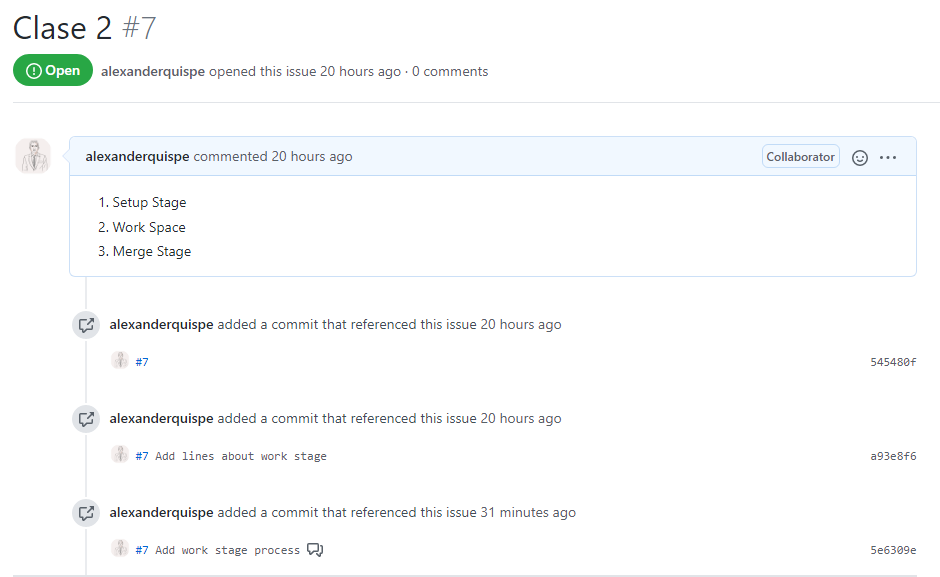 Clase 2 #7
Open alexanderquispe opened this issue 20 hours ago · 0 comments
alexanderquispe commented 20 hours ago Collaborator
1. Setup Stage
2. Work Space
3. Merge Stage
alexanderquispe added a commit that referenced this issue 20 hours ago
#7 545480f
alexanderquispe added a commit that referenced this issue 20 hours ago
#7 Add lines about work stage a93e8f6
alexanderquispe added a commit that referenced this issue 31 minutes ago
#7 Add work stage process 5e6309e